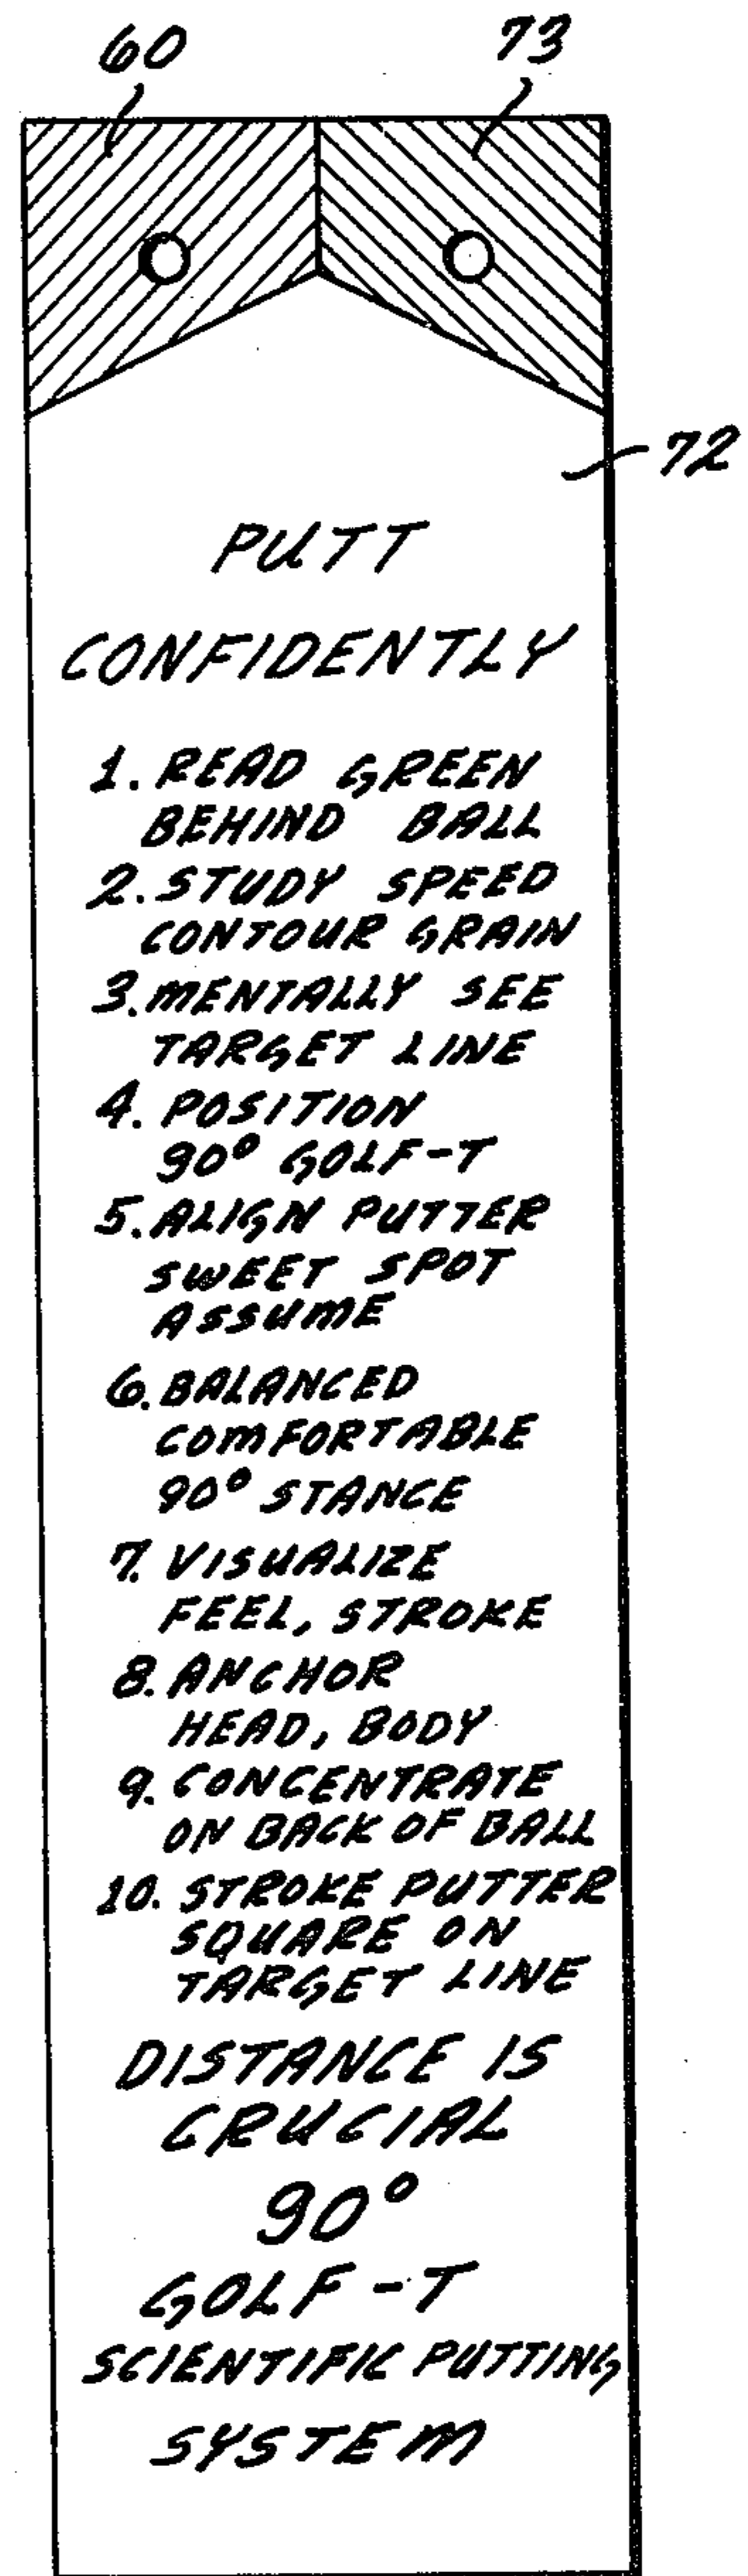 60 73
72
PUTT
CONFIDENTLY
1. READ GREEN
BEHIND BALL
2. STUDY SPEED
CONTOUR GRAIN
3. MENTALLY SEE
TARGET LINE
4. POSITION
90° GOLF-T
5. ALIGN PUTTER
SWEET SPOT
ASSUME
6. BALANCED
COMFORTABLE
90° STANCE
7. VISUALIZE
FEEL, STROKE
8. ANCHOR
HEAD, BODY
9. CONCENTRATE
ON BACK OF BALL
10. STROKE PUTTER
SQUARE ON
TARGET LINE
DISTANCE IS
CRUCIAL
90°
GOLF-T
SCIENTIFIC PUTTING
SYSTEM